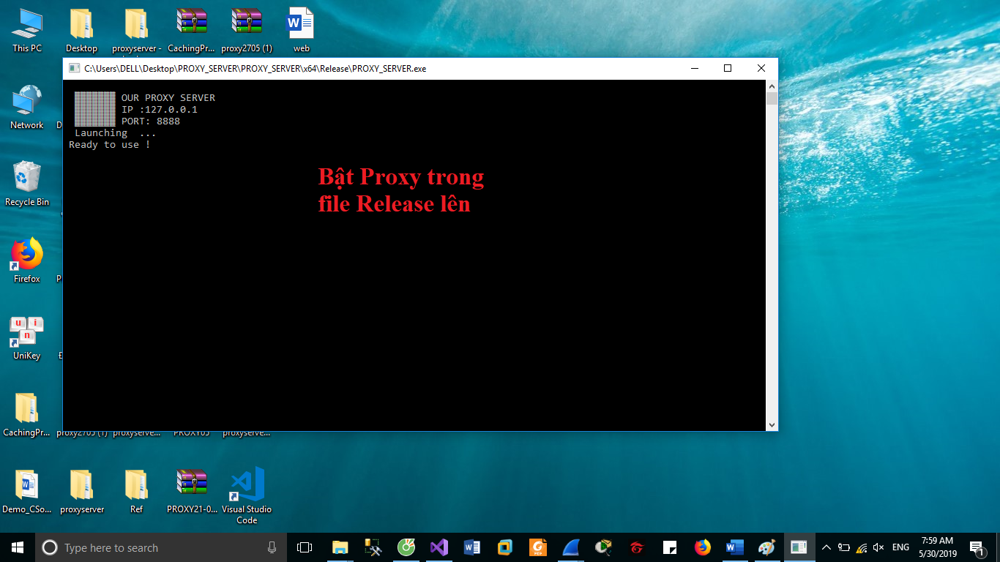 This PC
Desktop
proxyserver -
CachingPr...
proxy2705 (1)
web
C:\Users\DELL\Desktop\PROXY_SERVER\PROXY_SERVER\x64\Release\PROXY_SERVER.exe
OUR PROXY SERVER
IP :127.0.0.1
PORT: 8888
Launching ...
Ready to use !
Bật Proxy trong
file Release lên
Network
Recycle Bin
Firefox
UniKey
CachingPr...
proxy2705 (1)
proxyserve...
PROXY05
proxyserve...
Demo_CSo...
proxyserver
Ref
PROXY21-0...
Visual Studio
Code
Type here to search
ENG
7:59 AM
5/30/2019
1